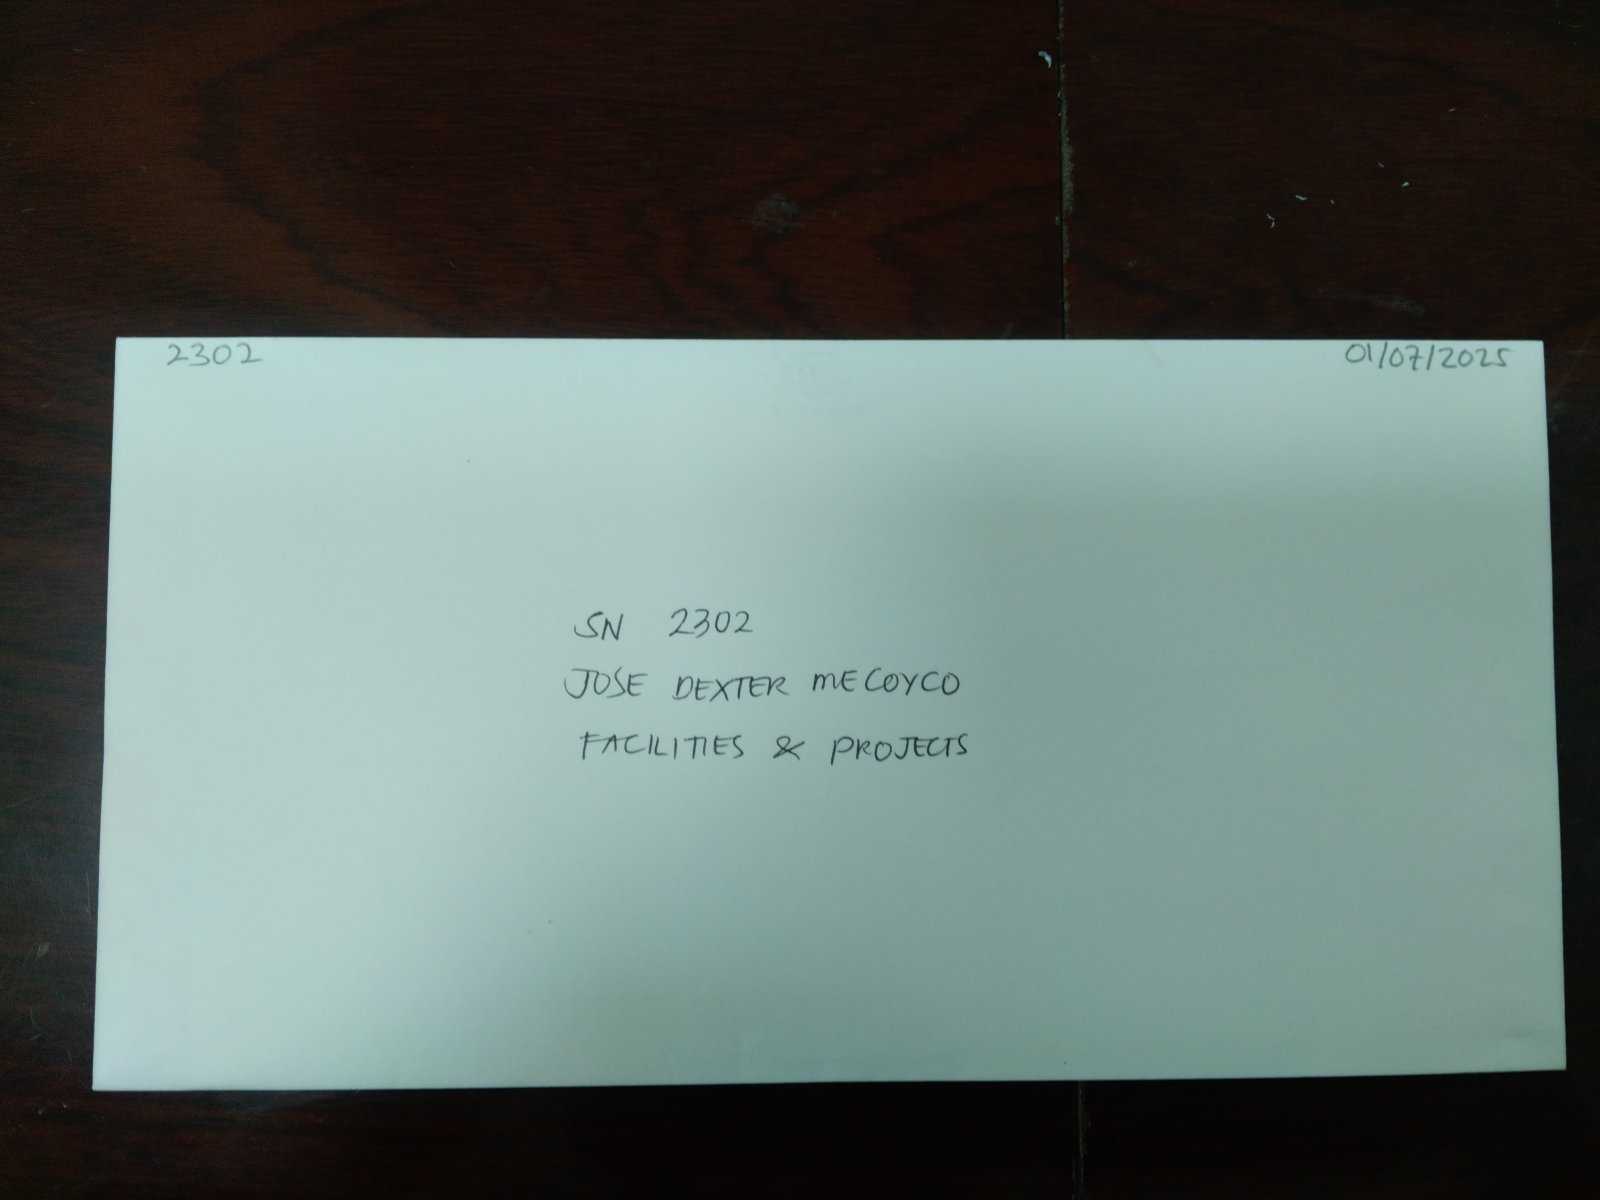 2302
01/07/2025
SN 2302
JOSE DEXTER MECOYCO
FACILITIES & PROJECTS